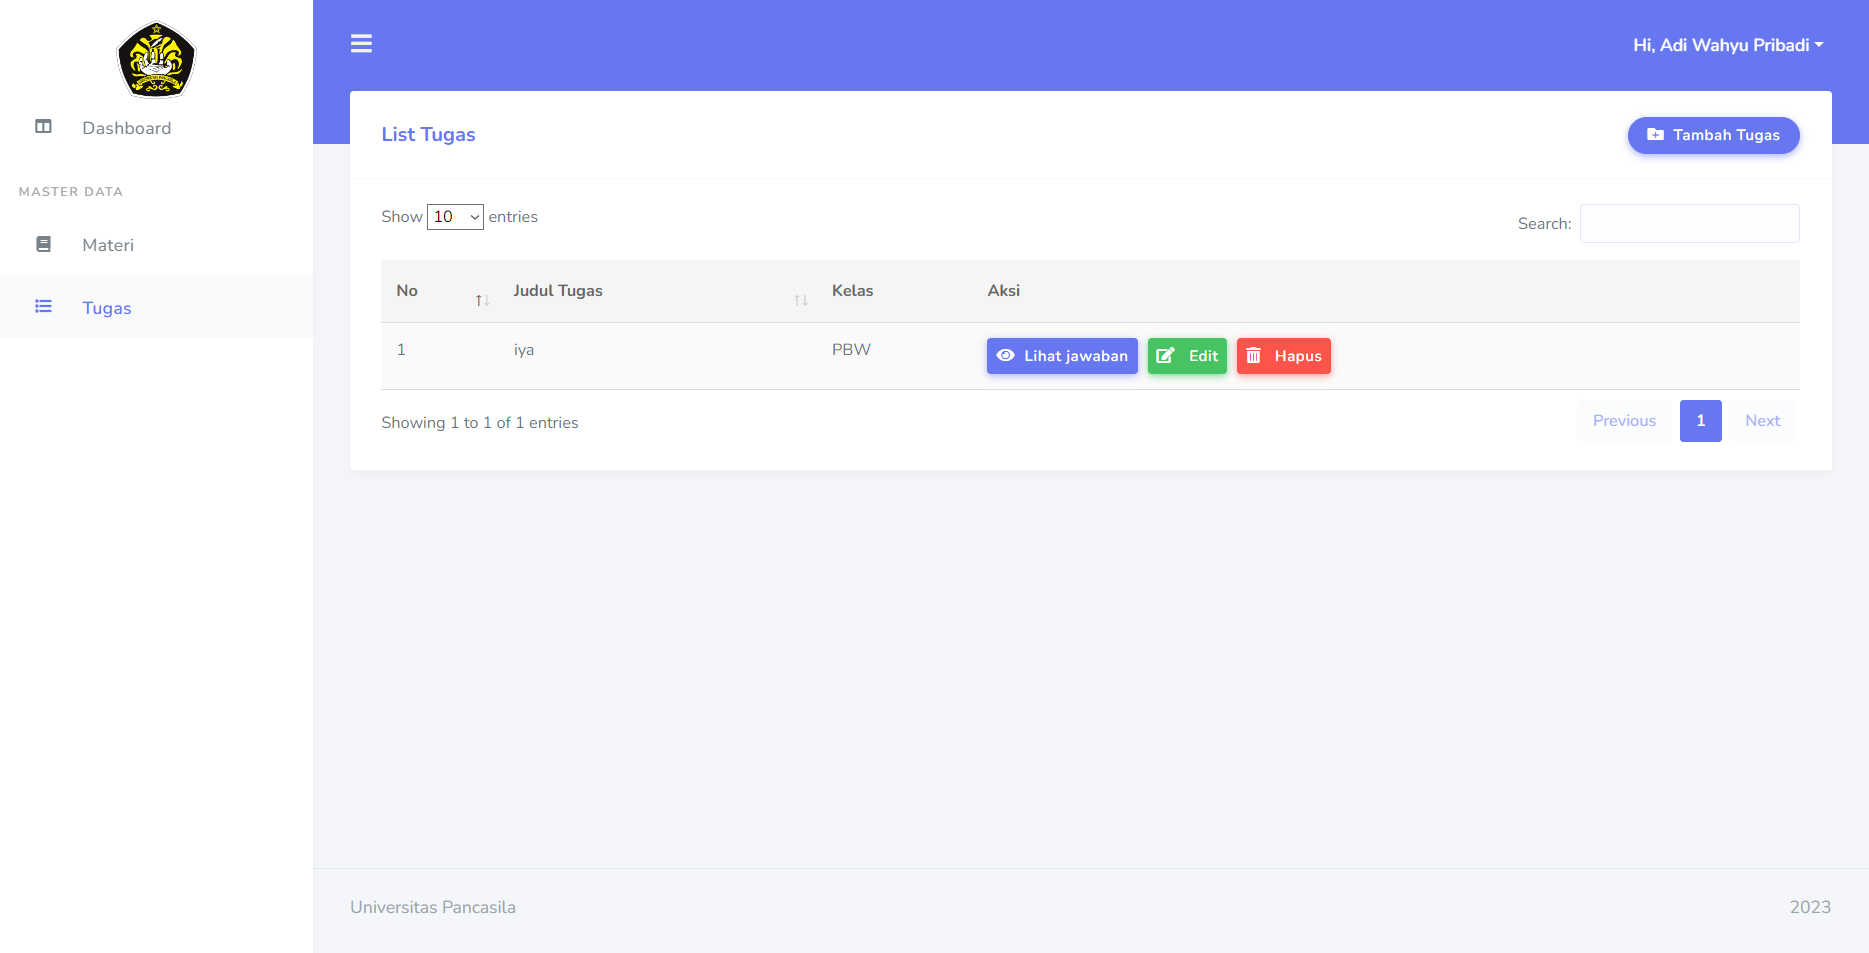 Hi, Adi Wahyu Pribadi
Dashboard
MASTER DATA
Materi
Tugas
List Tugas
Tambah Tugas
Show 10 entries
Search:
No Judul Tugas Kelas Aksi
1 iya PBW Lihat jawaban Edit Hapus
Showing 1 to 1 of 1 entries
Previous 1 Next
Universitas Pancasila
2023